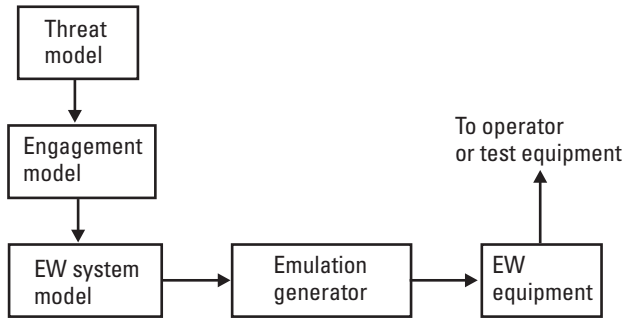 Threat
model
Engagement
model
To operator
or test equipment
EW system
model
Emulation
generator
EW
equipment